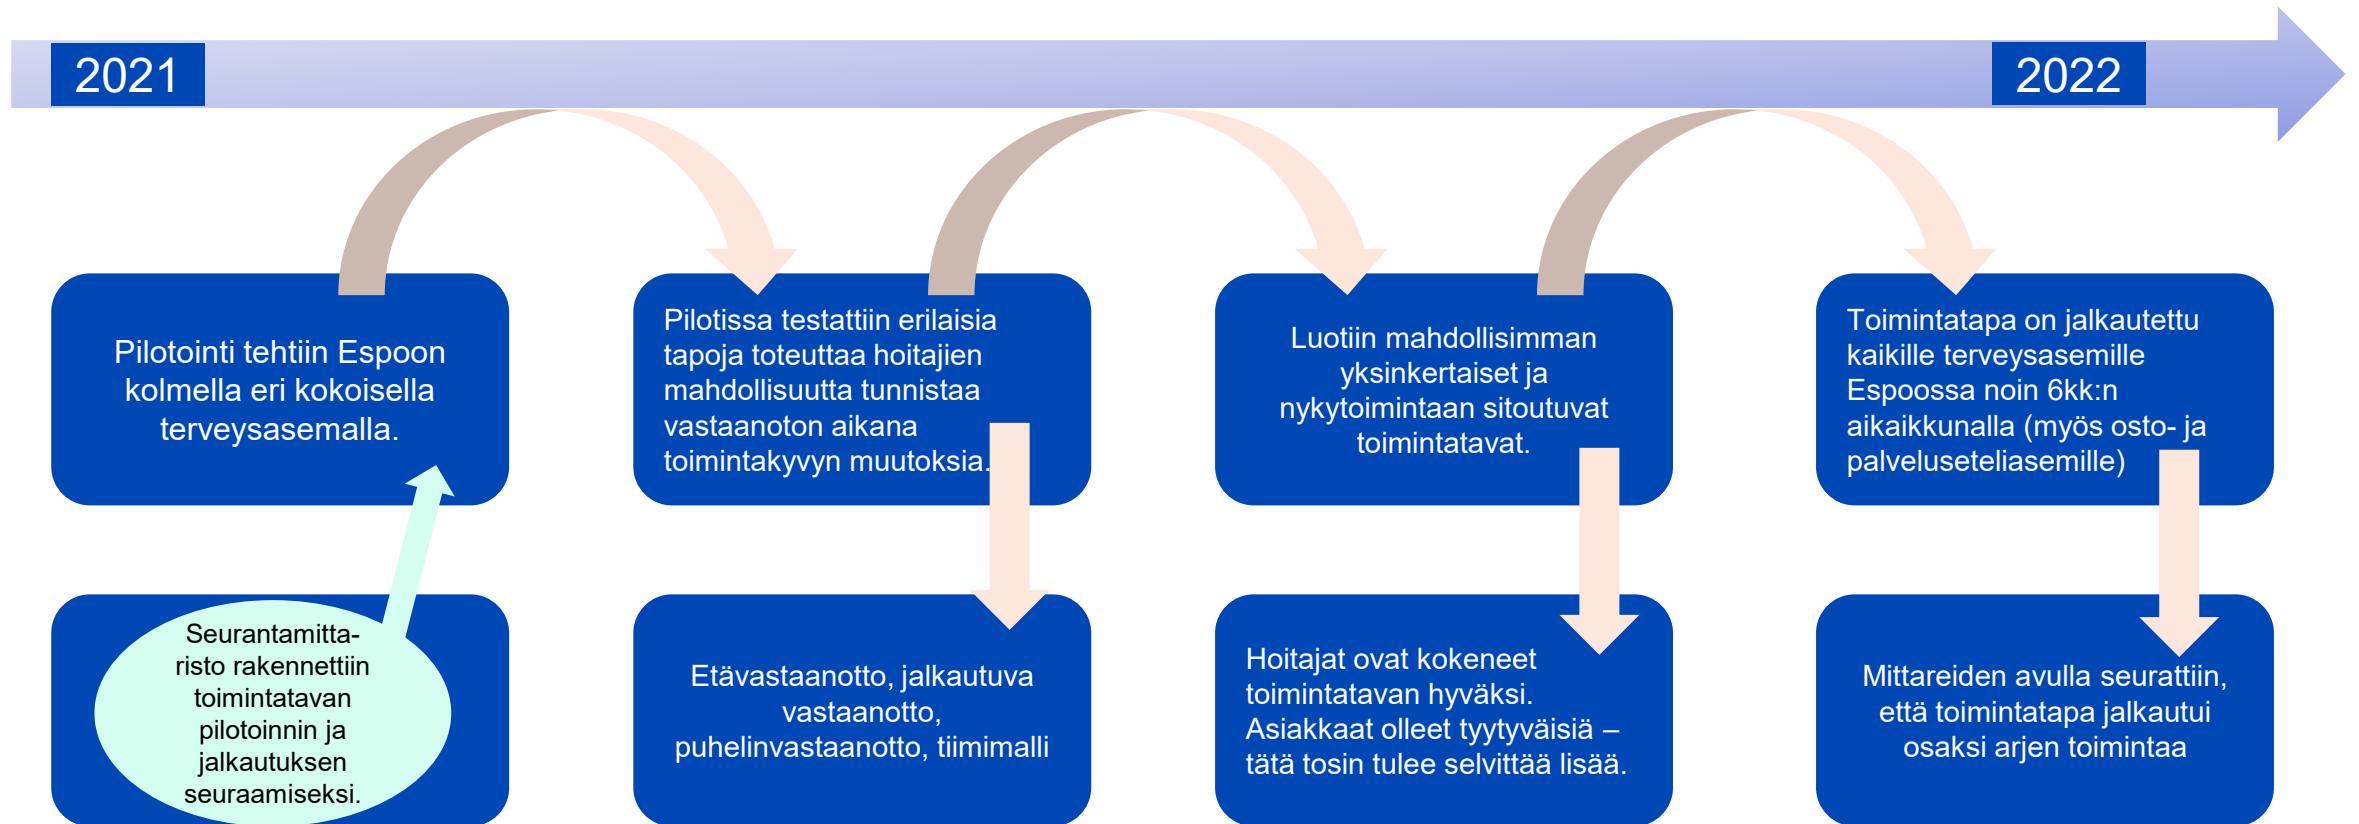 2021
2022
Pilotointi tehtiin Espoon
kolmella eri kokoisella
terveysasemalla.
Pilotissa testattiin erilaisia
tapoja toteuttaa hoitajien
mahdollisuutta tunnistaa
vastaanoton aikana
toimintakyvyn muutoksia.
Luotiin mahdollisimman
yksinkertaiset ja
nykytoimintaan sitoutuvat
toimintatavat.
Toimintatapa on jalkautettu
kaikille terveysasemille
Espoossa noin 6kk:n
aikaikkunalla (myös osto- ja
palveluseteliasemille)
Seurantamitta-
risto rakennettiin
toimintatavan
pilotoinnin ja
jalkautuksen
seuraamiseksi.
Etävastaanotto, jalkautuva
vastaanotto,
puhelinvastaanotto, tiimimalli
Hoitajat ovat kokeneet
toimintatavan hyväksi.
Asiakkaat olleet tyytyväisiä –
tätä tosin tulee selvittää lisää.
Mittareiden avulla seurattiin,
että toimintatapa jalkautui
osaksi arjen toimintaa